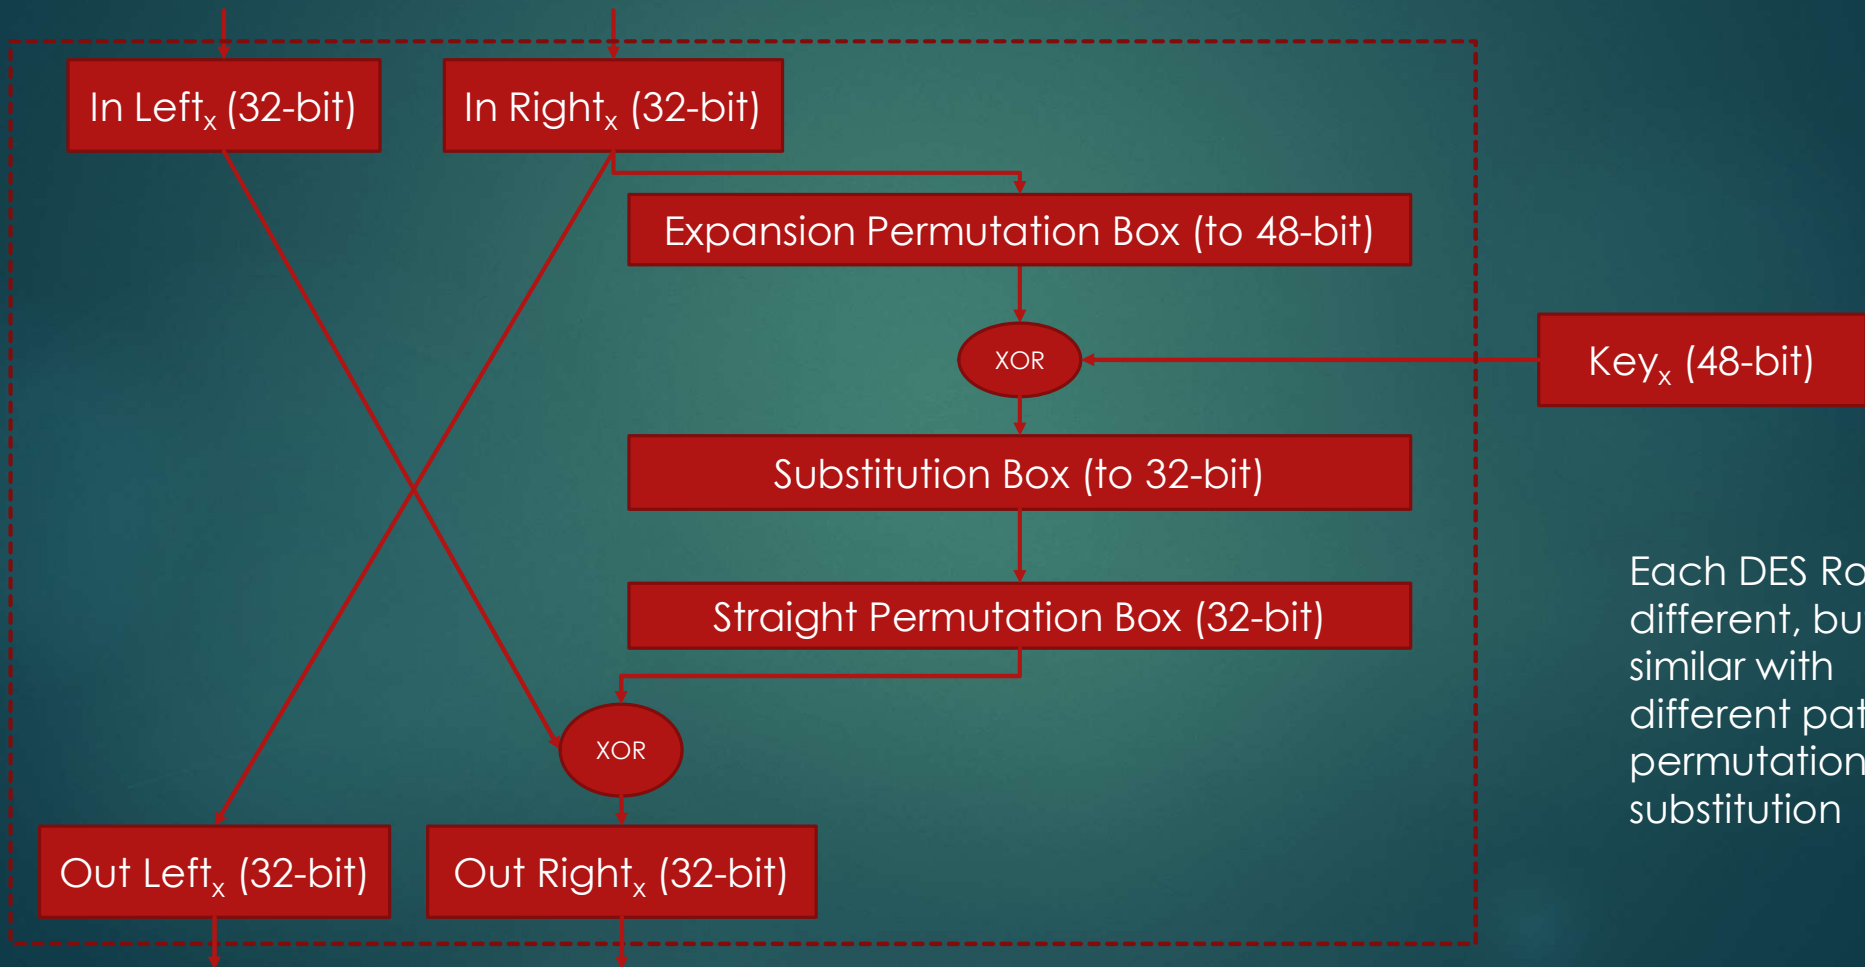 In Leftₓ (32-bit)
In Rightₓ (32-bit)
Expansion Permutation Box (to 48-bit)
XOR
Keyₓ (48-bit)
Substitution Box (to 32-bit)
Straight Permutation Box (32-bit)
XOR
Out Leftₓ (32-bit)
Out Rightₓ (32-bit)
Each DES
different,
similar with
different
permutation
substitution